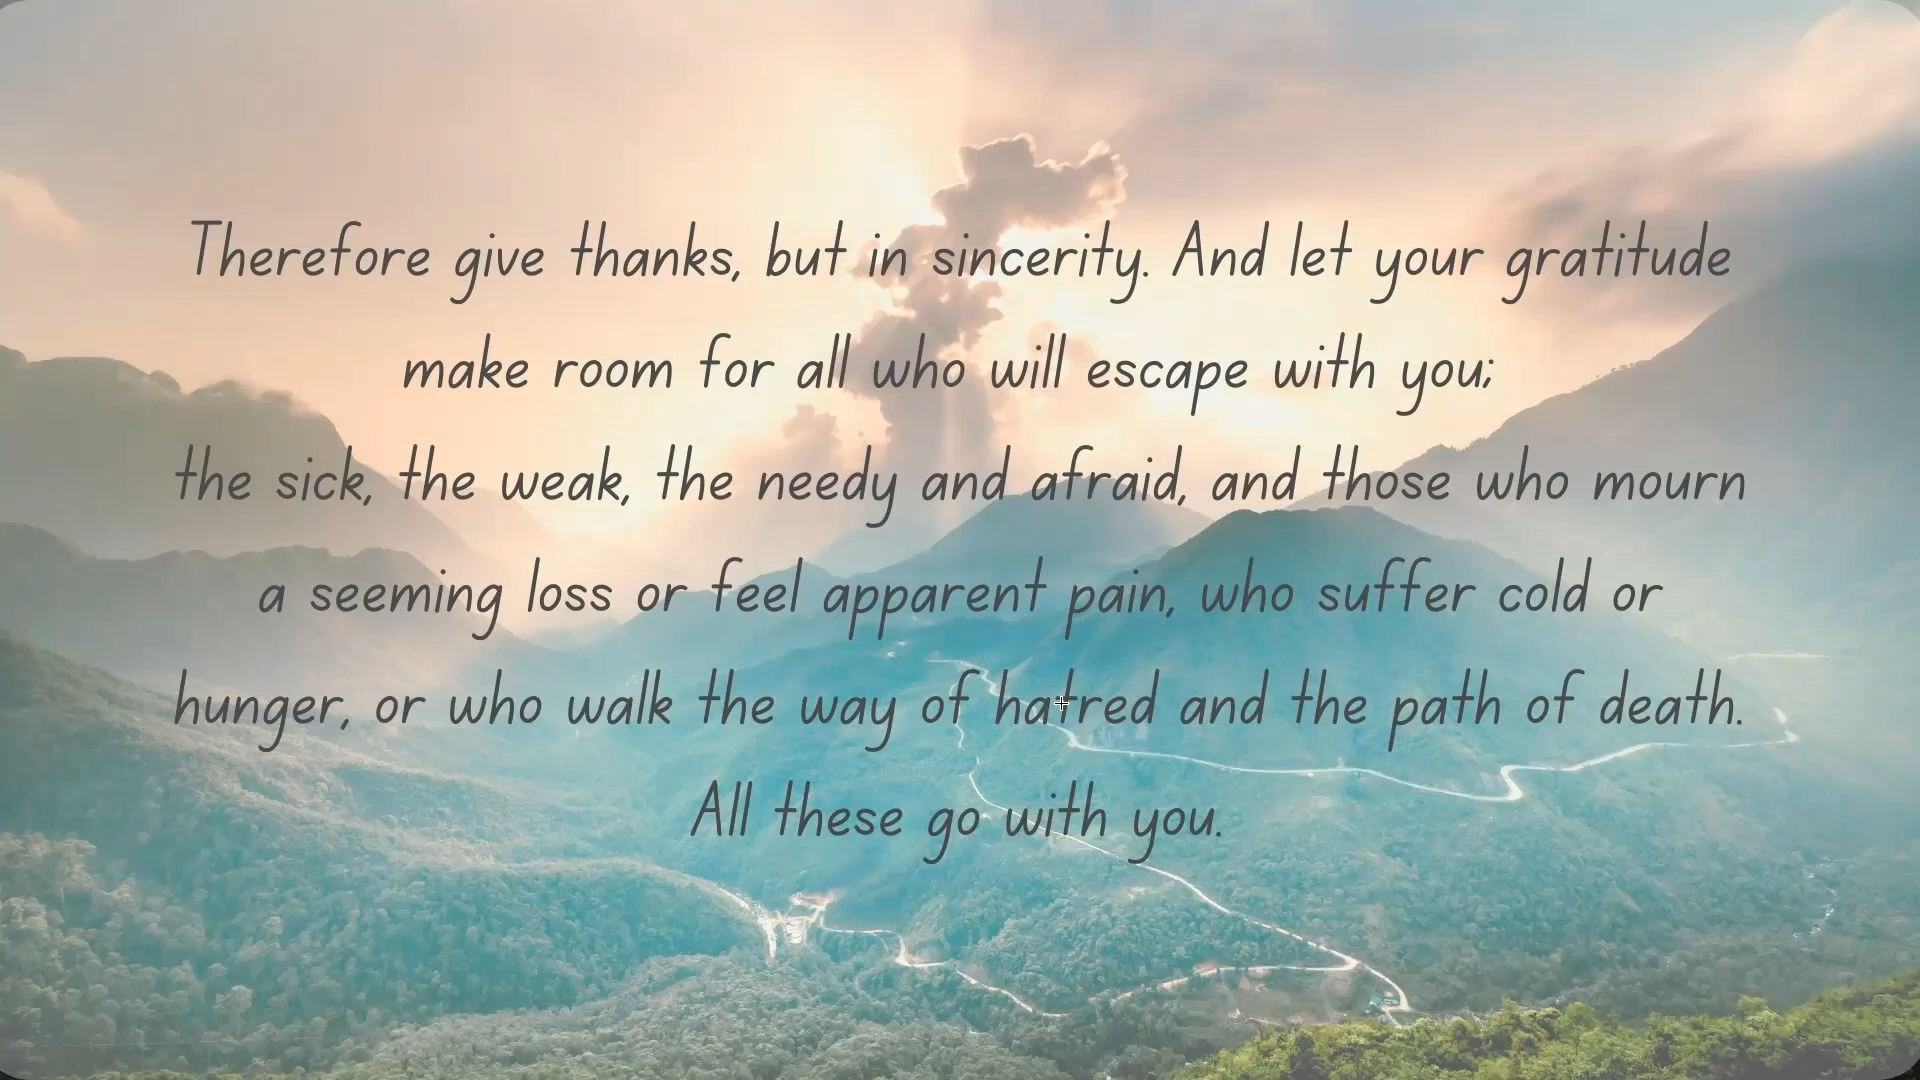 Therefore give thanks, but in sincerity. And let your gratitude
make room for all who will escape with you;
the sick, the weak, the needy and afraid, and those who mourn
a seeming loss or feel apparent pain, who suffer cold or
hunger, or who walk the way of hatred and the path of death.
All these go with you.